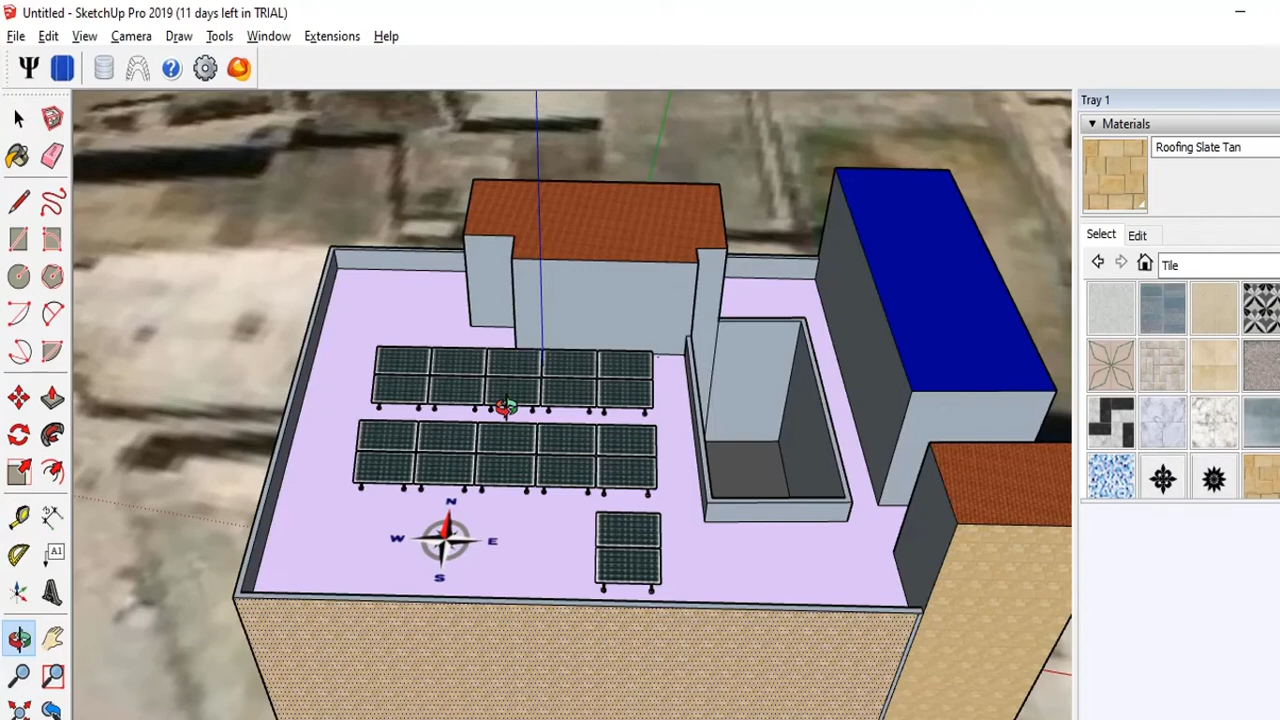 Untitled - SketchUp Pro 2019 (11 days left in TRIAL)
File Edit View Camera Draw Tools Window Extensions Help
Tray 1
Materials
Roofing Slate Tan
Select Edit
Tile
N
W E
S
A1